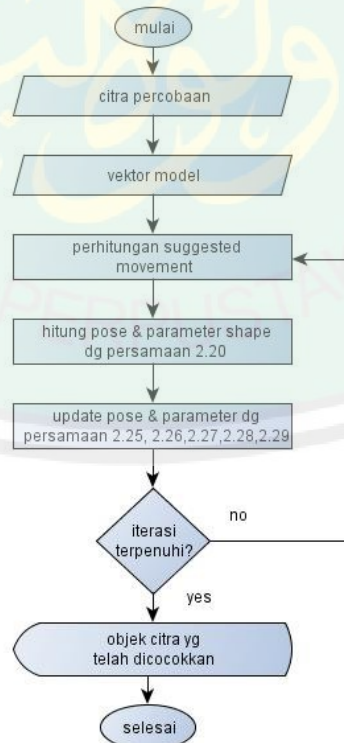 mulai
citra percobaan
vektor model
perhitungan suggested
movement
hitung pose & parameter shape
dg persamaan 2.20
update pose & parameter dg
persamaan 2.25, 2.26,2.27,2.28,2.29
iterasi
terpenuhi?
no
yes
objek citra yg
telah dicocokkan
selesai